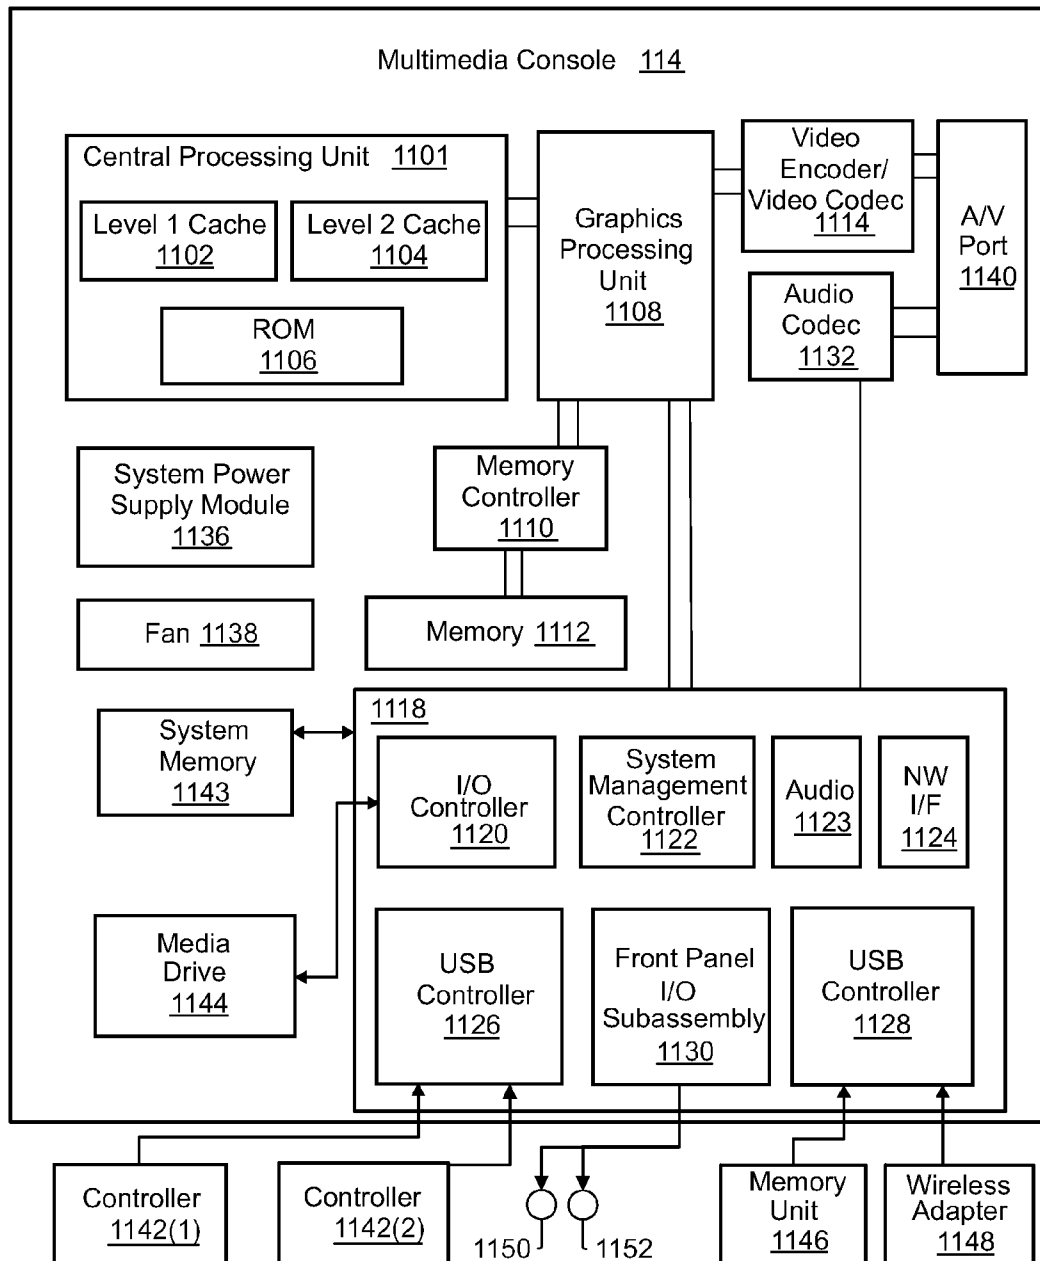 Multimedia Console 114
Central Processing Unit 1101
Level 1 Cache
1102
Level 2 Cache
1104
ROM
1106
Graphics
Processing
Unit
1108
Video
Encoder/
Video Codec
1114
A/V
Port
1140
Audio
Codec
1132
System Power
Supply Module
1136
Memory
Controller
1110
Fan 1138
Memory 1112
1118
System
Memory
1143
I/O
Controller
1120
System
Management
Controller
1122
Audio
1123
NW
I/F
1124
Media
Drive
1144
USB
Controller
1126
Front Panel
I/O
Subassembly
1130
USB
Controller
1128
Controller
1142(1)
Controller
1142(2)
1150
1152
Memory
Unit
1146
Wireless
Adapter
1148